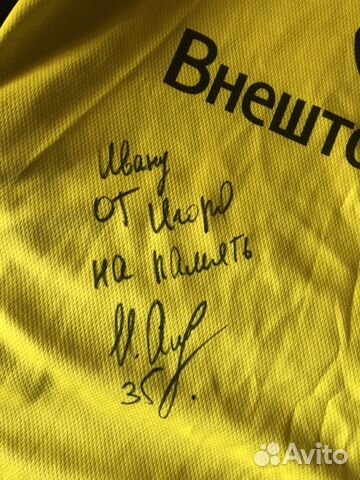 Внешто
Ивану
от Игоря
на память
35
Avito